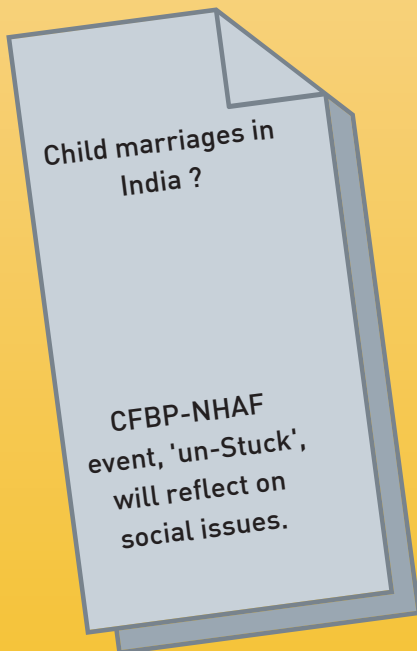 Child marriages in
India ?
CFBP-NHAF
event, 'un-Stuck',
will reflect on
social issues.